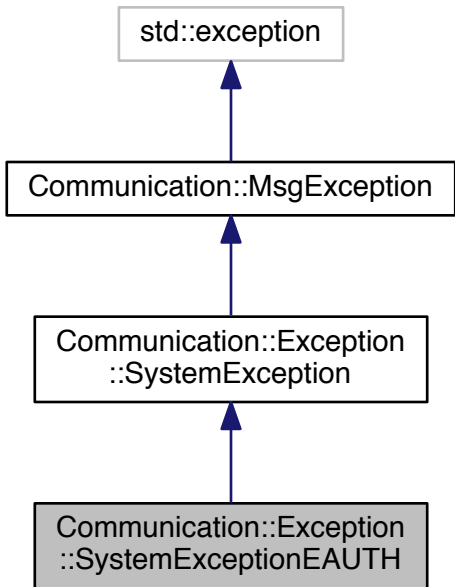 std::exception
Communication::MsgException
Communication::Exception
::SystemException
Communication::Exception
::SystemExceptionEAUTH